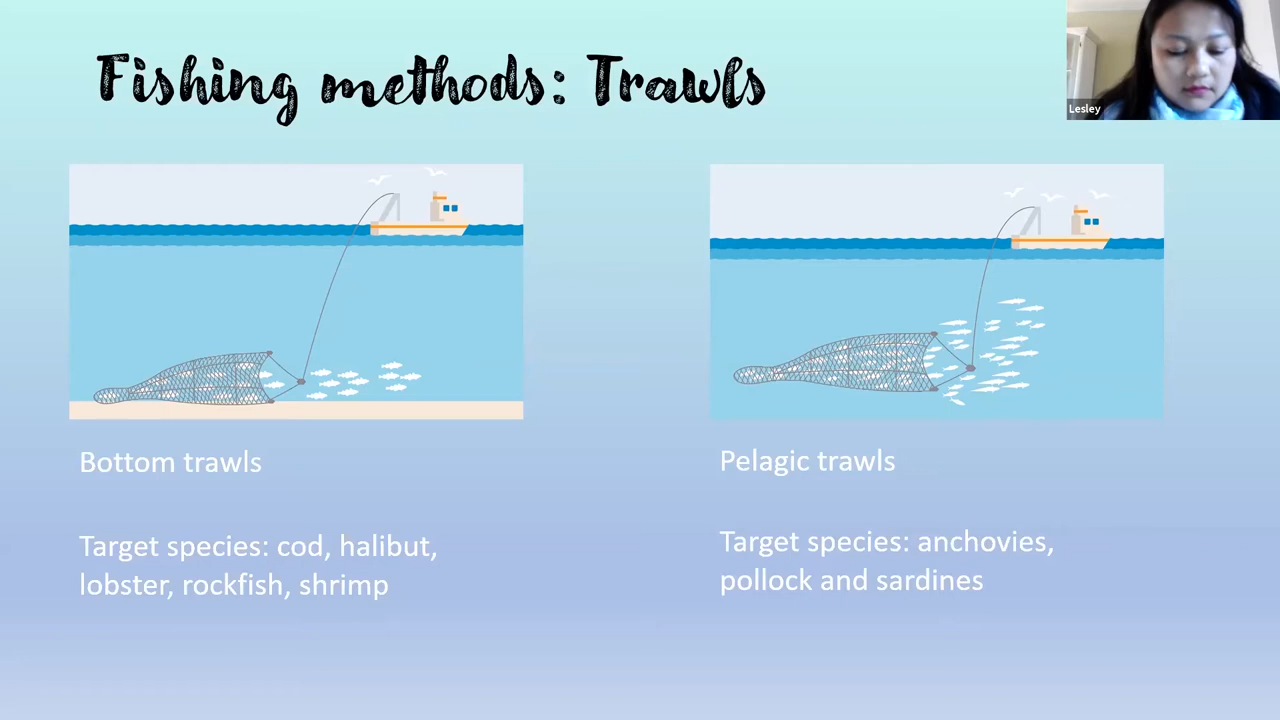 Fishing methods: Trawls
Lesley
Bottom trawls
Target species: cod, halibut,
lobster, rockfish, shrimp
Pelagic trawls
Target species: anchovies,
pollock and sardines